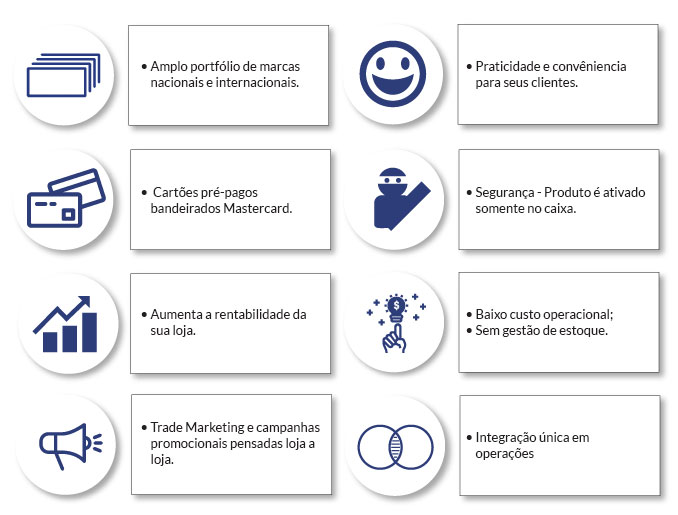 • Amplo portfólio de marcas
nacionais e internacionais.
• Praticidade e convêniencia
para seus clientes.
• Cartões pré-pagos
bandeirados Mastercard.
• Segurança - Produto é ativado
somente no caixa.
• Aumenta a rentabilidade da
sua loja.
$
• Baixo custo operacional;
• Sem gestão de estoque.
• Trade Marketing e campanhas
promocionais pensadas loja a
loja.
• Integração única em
operações